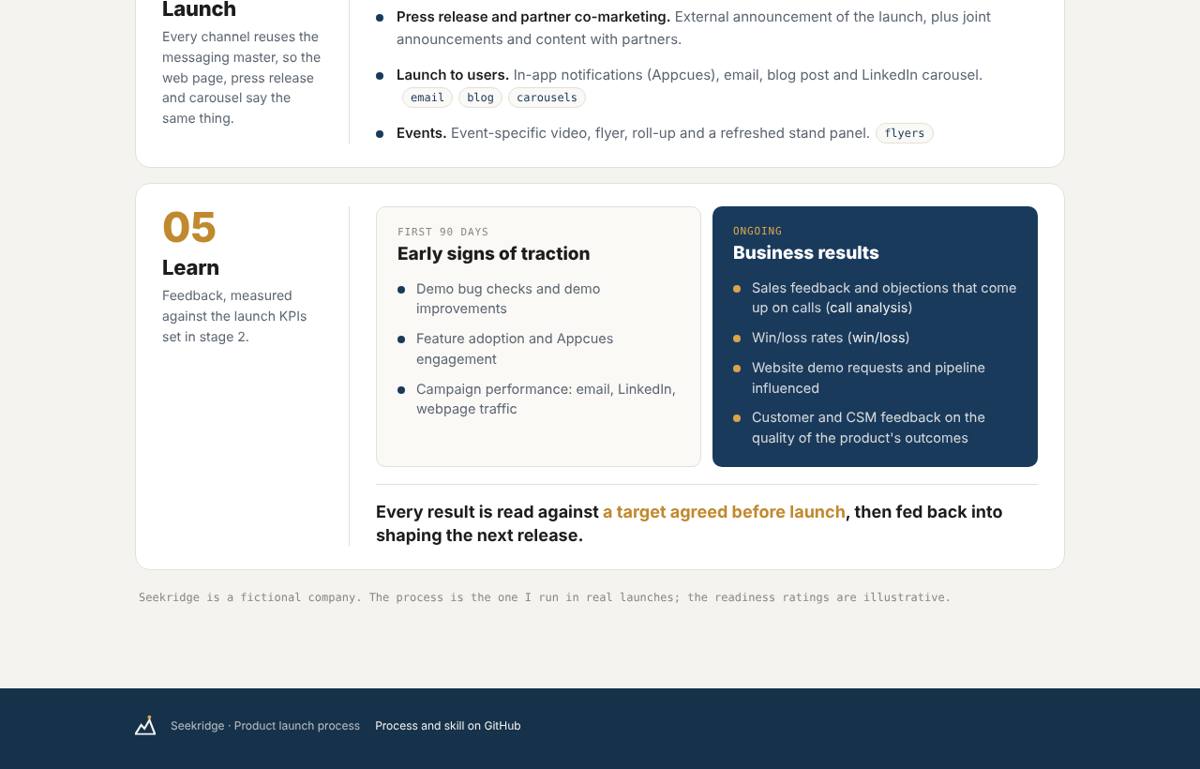 Launch
Every channel reuses the
messaging master, so the
web page, press release
and carousel say the
same thing.
Press release and partner co-marketing. External announcement of the launch, plus joint
announcements and content with partners.
Launch to users. In-app notifications (Appcues), email, blog post and LinkedIn carousel.
email blog carousels
Events. Event-specific video, flyer, roll-up and a refreshed stand panel. flyers
05
Learn
Feedback, measured
against the launch KPIs
set in stage 2.
FIRST 90 DAYS
Early signs of traction
Demo bug checks and demo
improvements
Feature adoption and Appcues
engagement
Campaign performance: email, LinkedIn,
webpage traffic
ONGOING
Business results
Sales feedback and objections that come
up on calls (call analysis)
Win/loss rates (win/loss)
Website demo requests and pipeline
influenced
Customer and CSM feedback on the
quality of the product's outcomes
Every result is read against a target agreed before launch, then fed back into
shaping the next release.
Seekridge is a fictional company. The process is the one I run in real launches; the readiness ratings are illustrative.
Seekridge · Product launch process Process and skill on GitHub